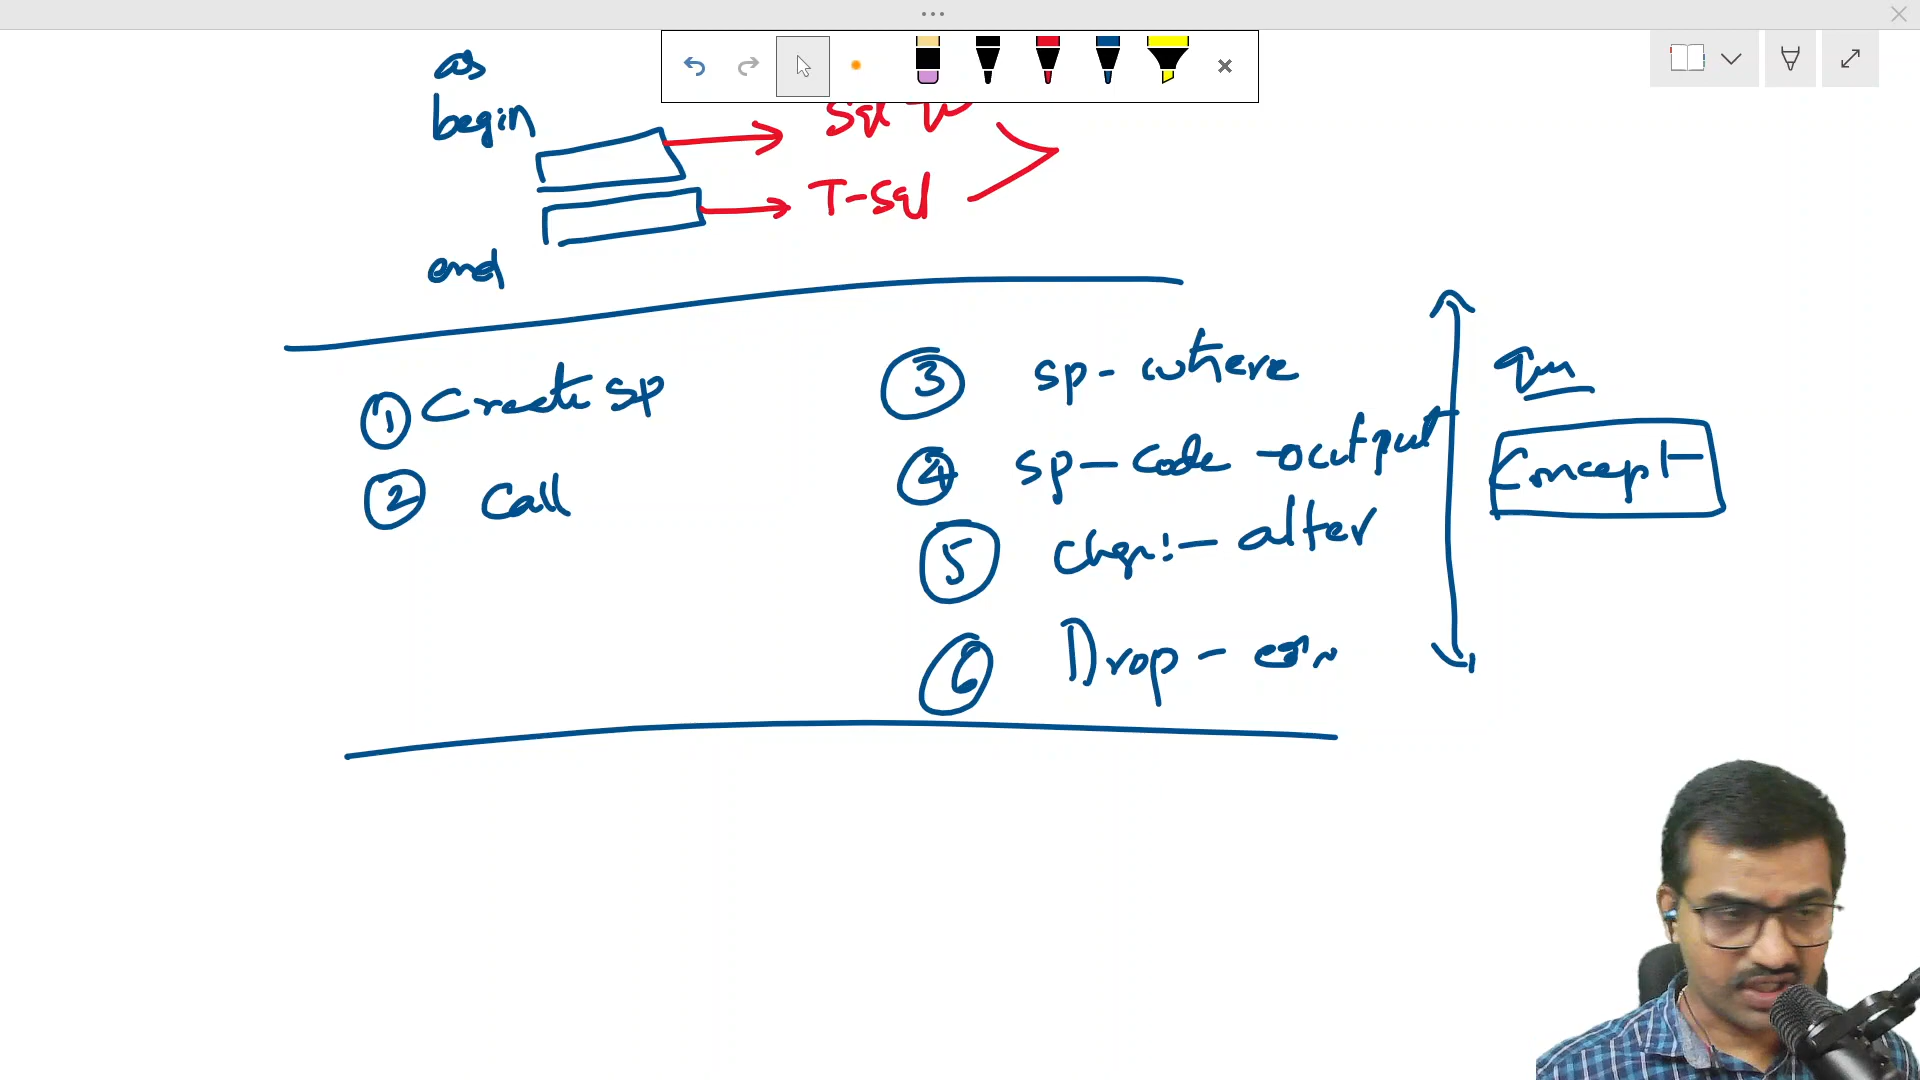 as
begin
Sql
T-Sql
end
① Create sp
② Call
③ sp - where
④ sp - code - output
⑤ - alter
⑥ Drop -
Concept